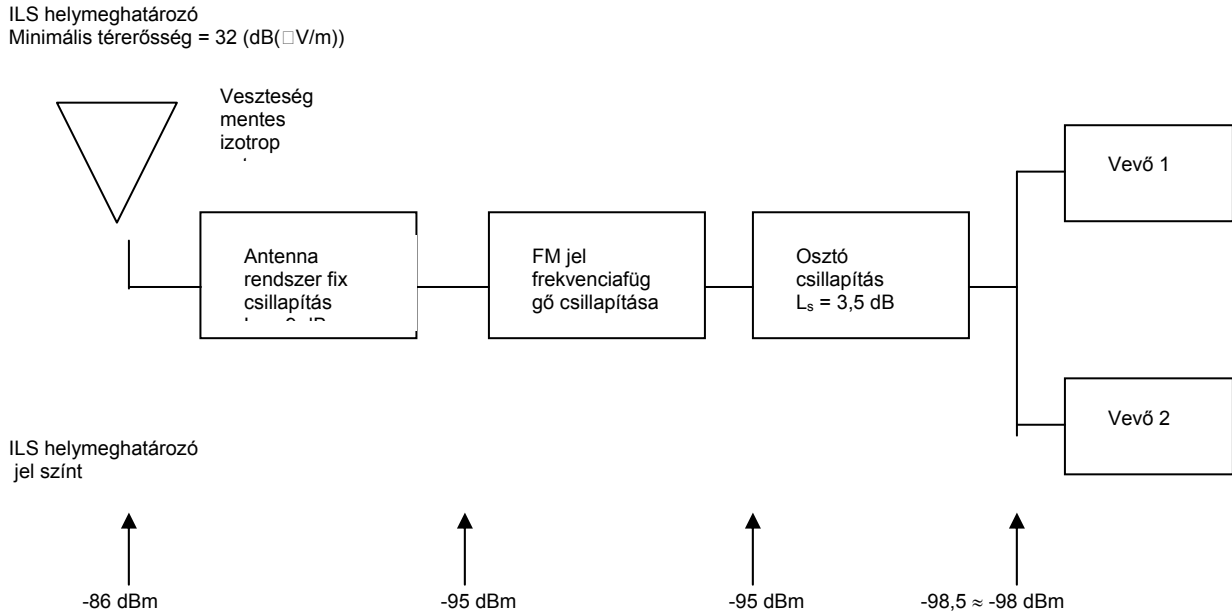 ILS helymeghatározó
Minimális térerősség = 32 (dB(□V/m))
Veszteség
mentes
izotrop
Antenna
rendszer fix
csillapítás
FM jel
frekvenciafüg
gő csillapítása
Osztó
csillapítás
Lₛ = 3,5 dB
Vevő 1
Vevő 2
ILS helymeghatározó
jel színt
-86 dBm
-95 dBm
-95 dBm
-98,5 ≈ -98 dBm